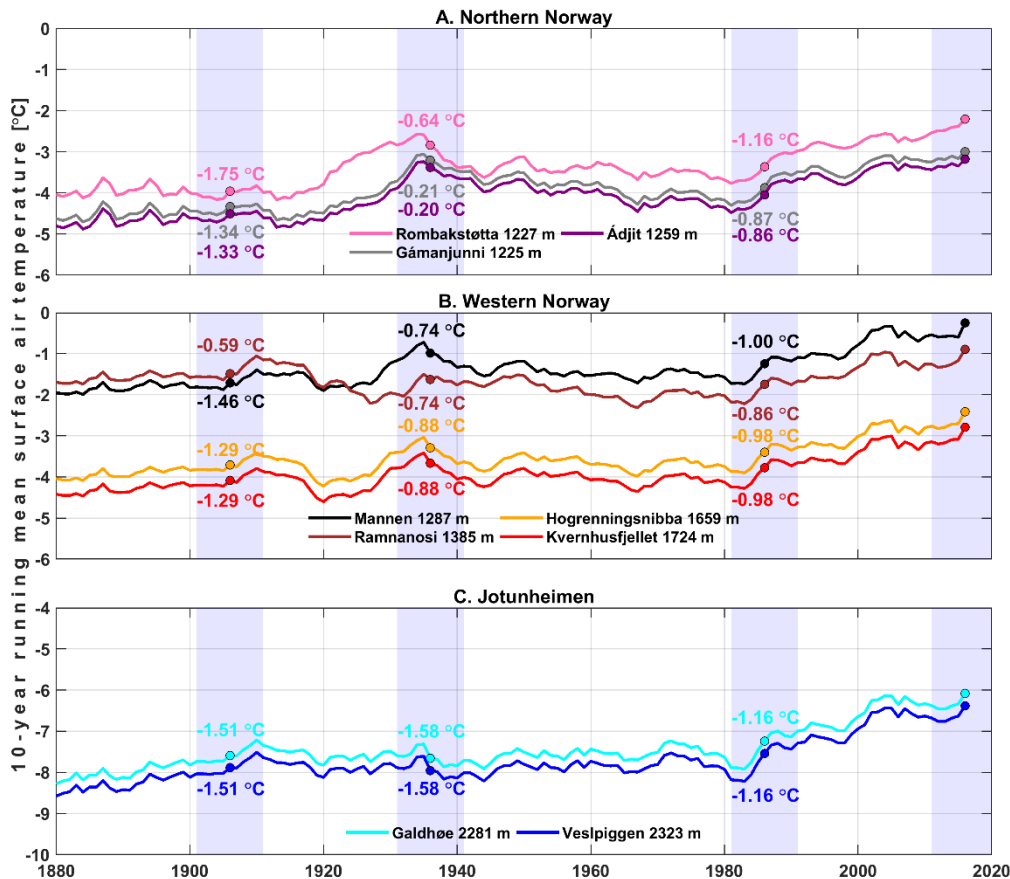 A. Northern Norway
0
-1
-2
-3
-4
-5
-6
-1.75 °C
-0.64 °C
-1.16 °C
-1.34 °C
-1.33 °C
-0.21 °C
-0.20 °C
-0.87 °C
-0.86 °C
Rombakstøtta 1227 m
Ádjit 1259 m
Gámanjunni 1225 m
10-year running mean surface air temperature [°C]
B. Western Norway
0
-1
-2
-3
-4
-5
-6
-0.59 °C
-0.74 °C
-1.00 °C
-1.46 °C
-0.74 °C
-0.86 °C
-1.29 °C
-0.88 °C
-0.98 °C
-1.29 °C
-0.88 °C
-0.98 °C
Mannen 1287 m
Hogrenningsnibba 1659 m
Ramnanosi 1385 m
Kvernhusfjellet 1724 m
C. Jotunheimen
-4
-5
-6
-7
-8
-9
-10
-1.51 °C
-1.58 °C
-1.16 °C
-1.51 °C
-1.58 °C
-1.16 °C
Galdhøe 2281 m
Veslpiggen 2323 m
1880 1900 1920 1940 1960 1980 2000 2020